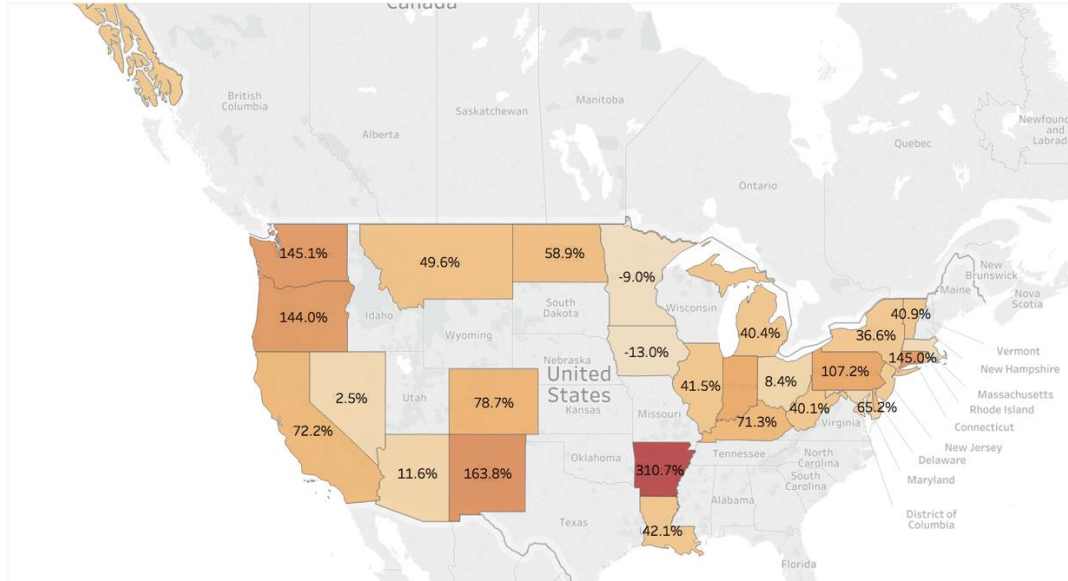 Canada
British
Columbia
Alberta
Saskatchewan
Manitoba
Ontario
Quebec
Newfoundland
and
Labrad
New
Brunswick
Maine
Nova
Scotia
145.1%
49.6%
58.9%
-9.0%
144.0%
Idaho
Wyoming
South
Dakota
Wisconsin
40.4%
40.9%
36.6%
Vermont
New Hampshire
Massachusetts
Rhode Island
Connecticut
New Jersey
Delaware
Maryland
District of
Columbia
-13.0%
Nebraska
United
States
145.0%
107.2%
2.5%
Utah
78.7%
Kansas
Missouri
41.5%
8.4%
72.2%
71.3%
40.1%
65.2%
Virginia
11.6%
163.8%
Oklahoma
310.7%
Tennessee
North
Carolina
South
Carolina
Texas
Alabama
42.1%
Florida